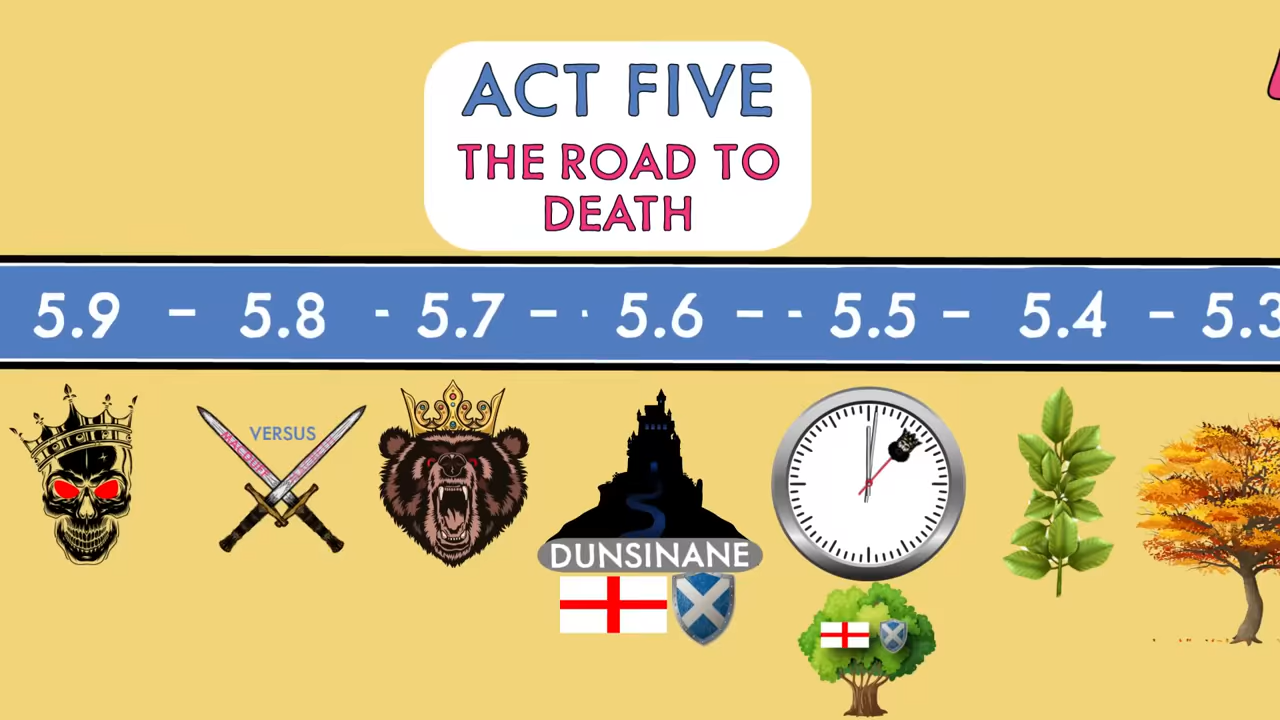 ACT FIVE
THE ROAD TO
DEATH
5.9 – 5.8 - 5.7 – · 5.6 – - 5.5 – 5.4 – 5.3
VERSUS
MACDUFF
DUNSINANE